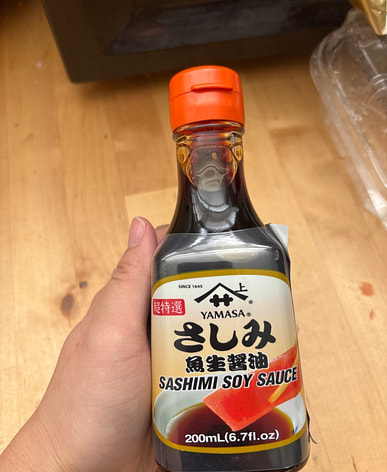 SINCE 1645
上
YAMASA®
超特選
さしみ
魚生醤油
SASHIMI SOY SAUCE
200mL(6.7fl.oz)